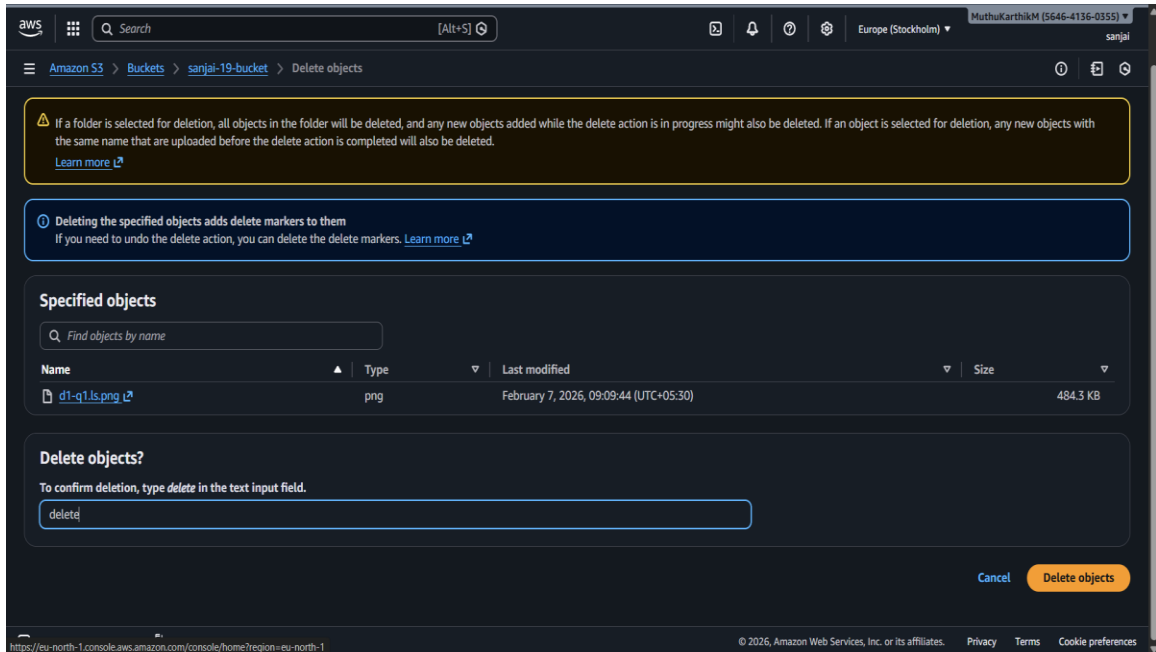 aws
Search
[Alt+S]
Europe (Stockholm)
MuthuKarthikM (5646-4136-0355)
sanjai
Amazon S3 > Buckets > sanjai-19-bucket > Delete objects
If a folder is selected for deletion, all objects in the folder will be deleted, and any new objects added while the delete action is in progress might also be deleted. If an object is selected for deletion, any new objects with
the same name that are uploaded before the delete action is completed will also be deleted.
Learn more
Deleting the specified objects adds delete markers to them
If you need to undo the delete action, you can delete the delete markers. Learn more
Specified objects
Find objects by name
Name Type Last modified Size
d1-q1.ls.png png February 7, 2026, 09:09:44 (UTC+05:30) 484.3 KB
Delete objects?
To confirm deletion, type delete in the text input field.
delete
Cancel Delete objects
https://eu-north-1.console.aws.amazon.com/console/home?region=eu-north-1
© 2026, Amazon Web Services, Inc. or its affiliates. Privacy Terms Cookie preferences